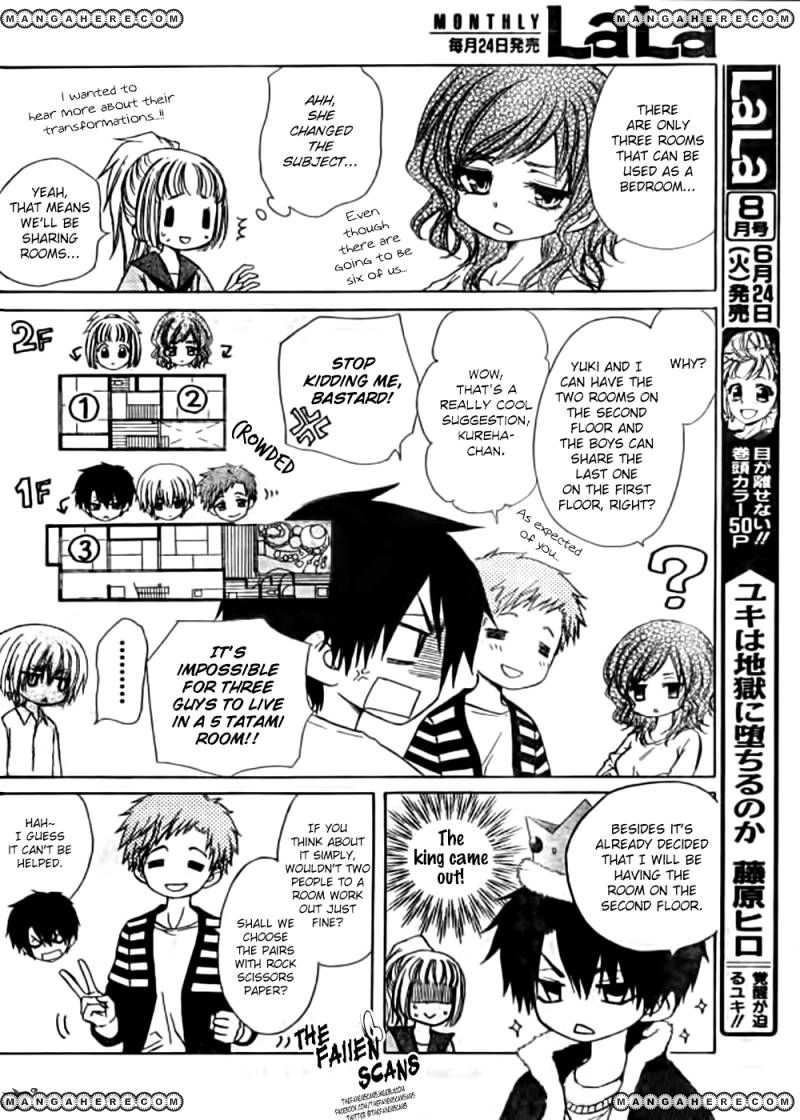 MANGAHERE.COM
MANGAHERE.COM
MONTHLY
毎月24日発売
LaLa
THERE
ARE ONLY
THREE ROOMS
THAT CAN BE
USED AS A
BEDROOM...
Even
though
there are
going to be
six of us...
AHH,
SHE
CHANGED
THE
SUBJECT...
I wanted to
hear more about their
transformations..!!
YEAH,
THAT MEANS
WE'LL BE
SHARING
ROOMS...
WHY?
YUKI AND I
CAN HAVE THE
TWO ROOMS ON
THE SECOND
FLOOR AND
THE BOYS CAN
SHARE THE
LAST ONE
ON THE FIRST
FLOOR, RIGHT?
WOW,
THAT'S A
REALLY COOL
SUGGESTION,
KUREHA-
CHAN.
As expected
of you...
STOP
KIDDING ME,
BASTARD!
2F
① ②
(ROWDED
1F
③
?
IT'S
IMPOSSIBLE
FOR THREE
GUYS TO LIVE
IN A 5 TATAMI
ROOM!!
......
BESIDES IT'S
ALREADY DECIDED
THAT I WILL
BE HAVING
THE ROOM ON
THE SECOND
FLOOR.
The
king came
out!
IF YOU
THINK ABOUT
IT SIMPLY,
WOULDN'T TWO
PEOPLE TO A
ROOM WORK
OUT JUST
FINE?
SHALL WE
CHOOSE
THE PAIRS
WITH ROCK
SCISSORS
PAPER?
HAH~
I GUESS
IT CAN'T BE
HELPED.
LaLa
8月号
6月24日(火)発売
目が離せない!!
巻頭カラー50P
ユキは地獄に堕ちるのか 藤原ヒロ
覚醒が迫
るユキ!!
THE
FAllEN
SCANS
MANGAHERE.COM
MANGAHERE.COM